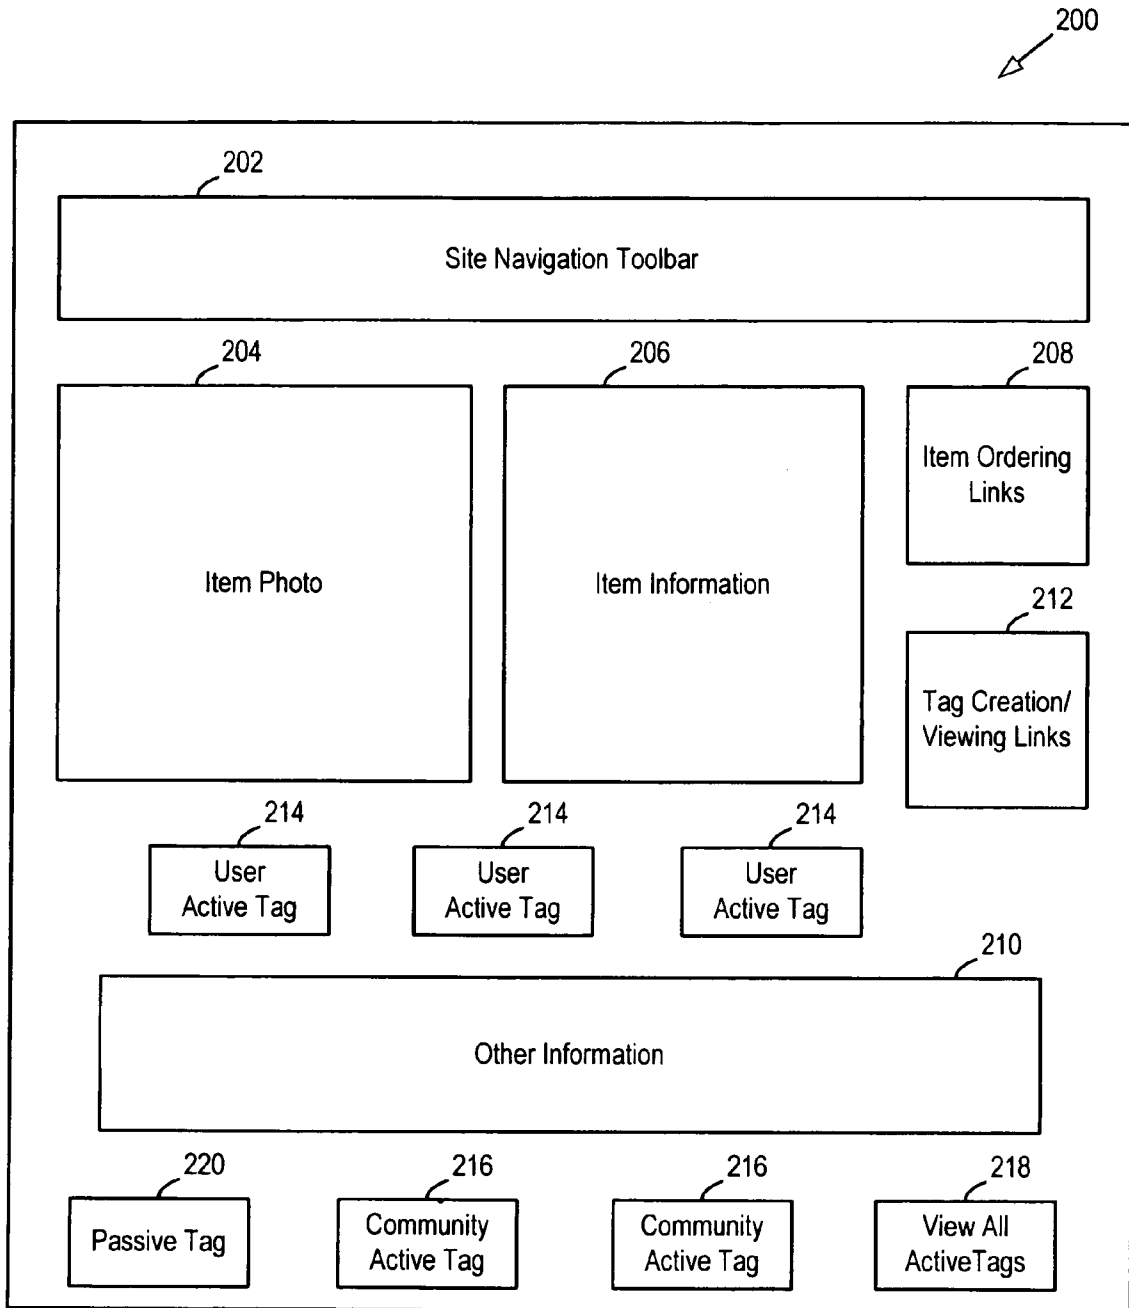 200
202
Site Navigation Toolbar
204
206
208
Item Photo
Item Information
Item Ordering
Links
212
Tag Creation/
Viewing Links
214
214
214
User
Active Tag
User
Active Tag
User
Active Tag
210
Other Information
220
216
216
218
Passive Tag
Community
Active Tag
Community
Active Tag
View All
ActiveTags